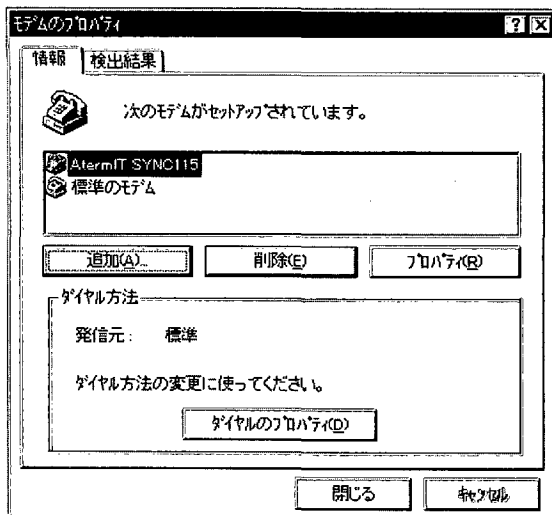 モデムのプロパティ
情報 検出結果
次のモデムがセットアップされています。
AtermIT SYNC115
標準のモデム
追加(A)... 削除(E) プロパティ(R)
ダイヤル方法
発信元: 標準
ダイヤル方法の変更に使ってください。
ダイヤルのプロパティ(D)
閉じる キャンセル